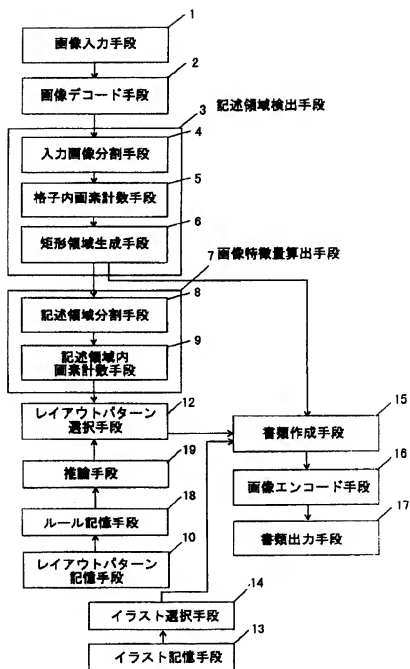 1
画像入力手段
2
画像デコード手段
3 記述領域検出手段
4
入力画像分割手段
5
格子内画素計数手段
6
矩形領域生成手段
7 画像特徴量算出手段
8
記述領域分割手段
9
記述領域内
画素計数手段
12
レイアウトパターン
選択手段
19
推論手段
18
ルール記憶手段
10
レイアウトパターン
記憶手段
14
イラスト選択手段
13
イラスト記憶手段
15
書類作成手段
16
画像エンコード手段
17
書類出力手段